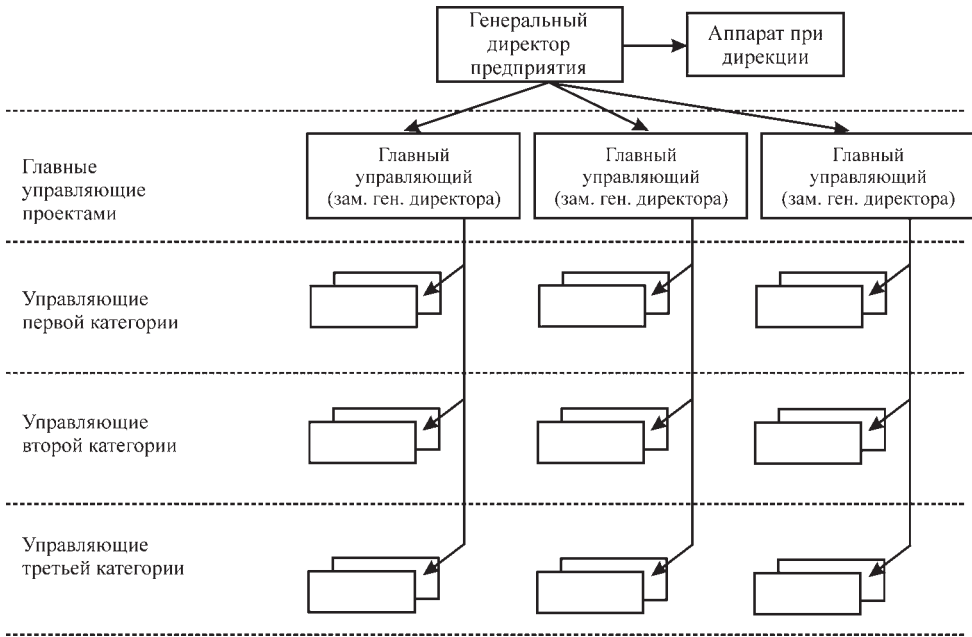 Генеральный
директор
предприятия
Аппарат при
дирекции
Главные
управляющие
проектами
Главный
управляющий
(зам. ген. директора)
Главный
управляющий
(зам. ген. директора)
Главный
управляющий
(зам. ген. директора)
Управляющие
первой категории
Управляющие
второй категории
Управляющие
третьей категории